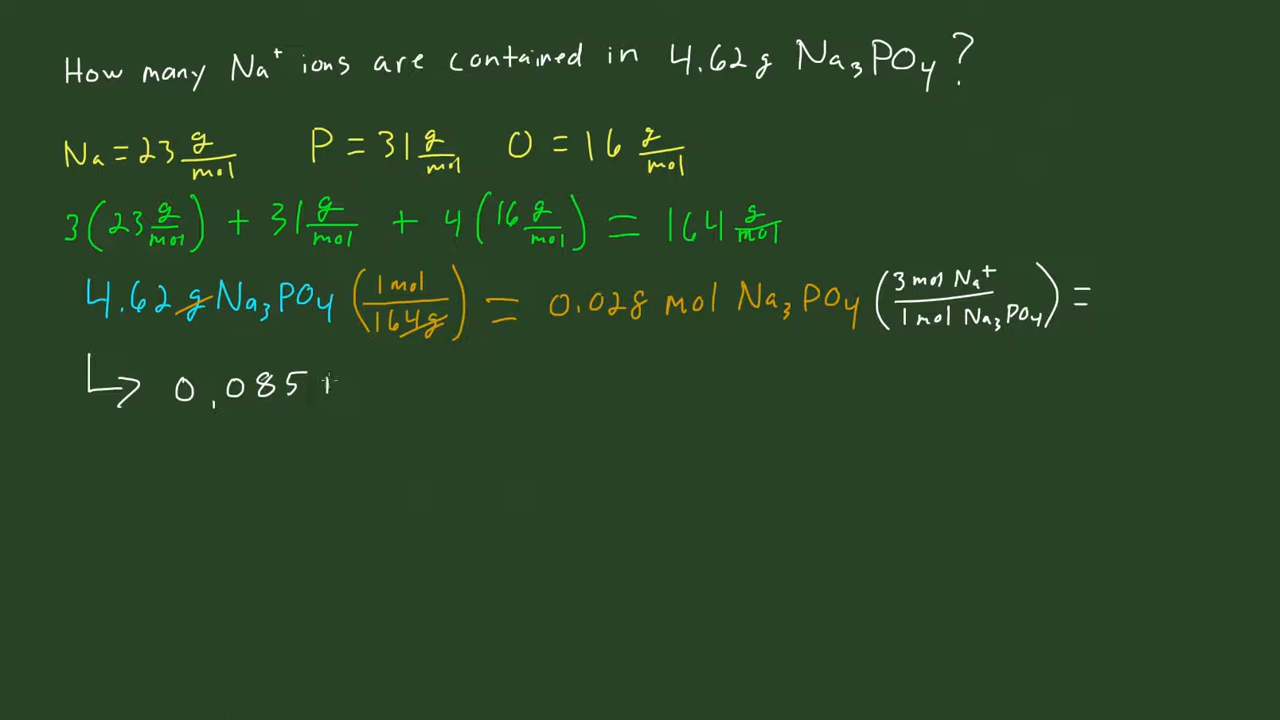 How many Na⁺ ions are contained in 4.62g Na₃PO₄?
Na = 23 g/mol P = 31 g/mol O = 16 g/mol
3(23 g/mol) + 31 g/mol + 4(16 g/mol) = 164 g/mol
4.62 g Na₃PO₄ (1 mol/164 g) = 0.028 mol Na₃PO₄ (3 mol Na⁺/1 mol Na₃PO₄) =
↳ 0.085